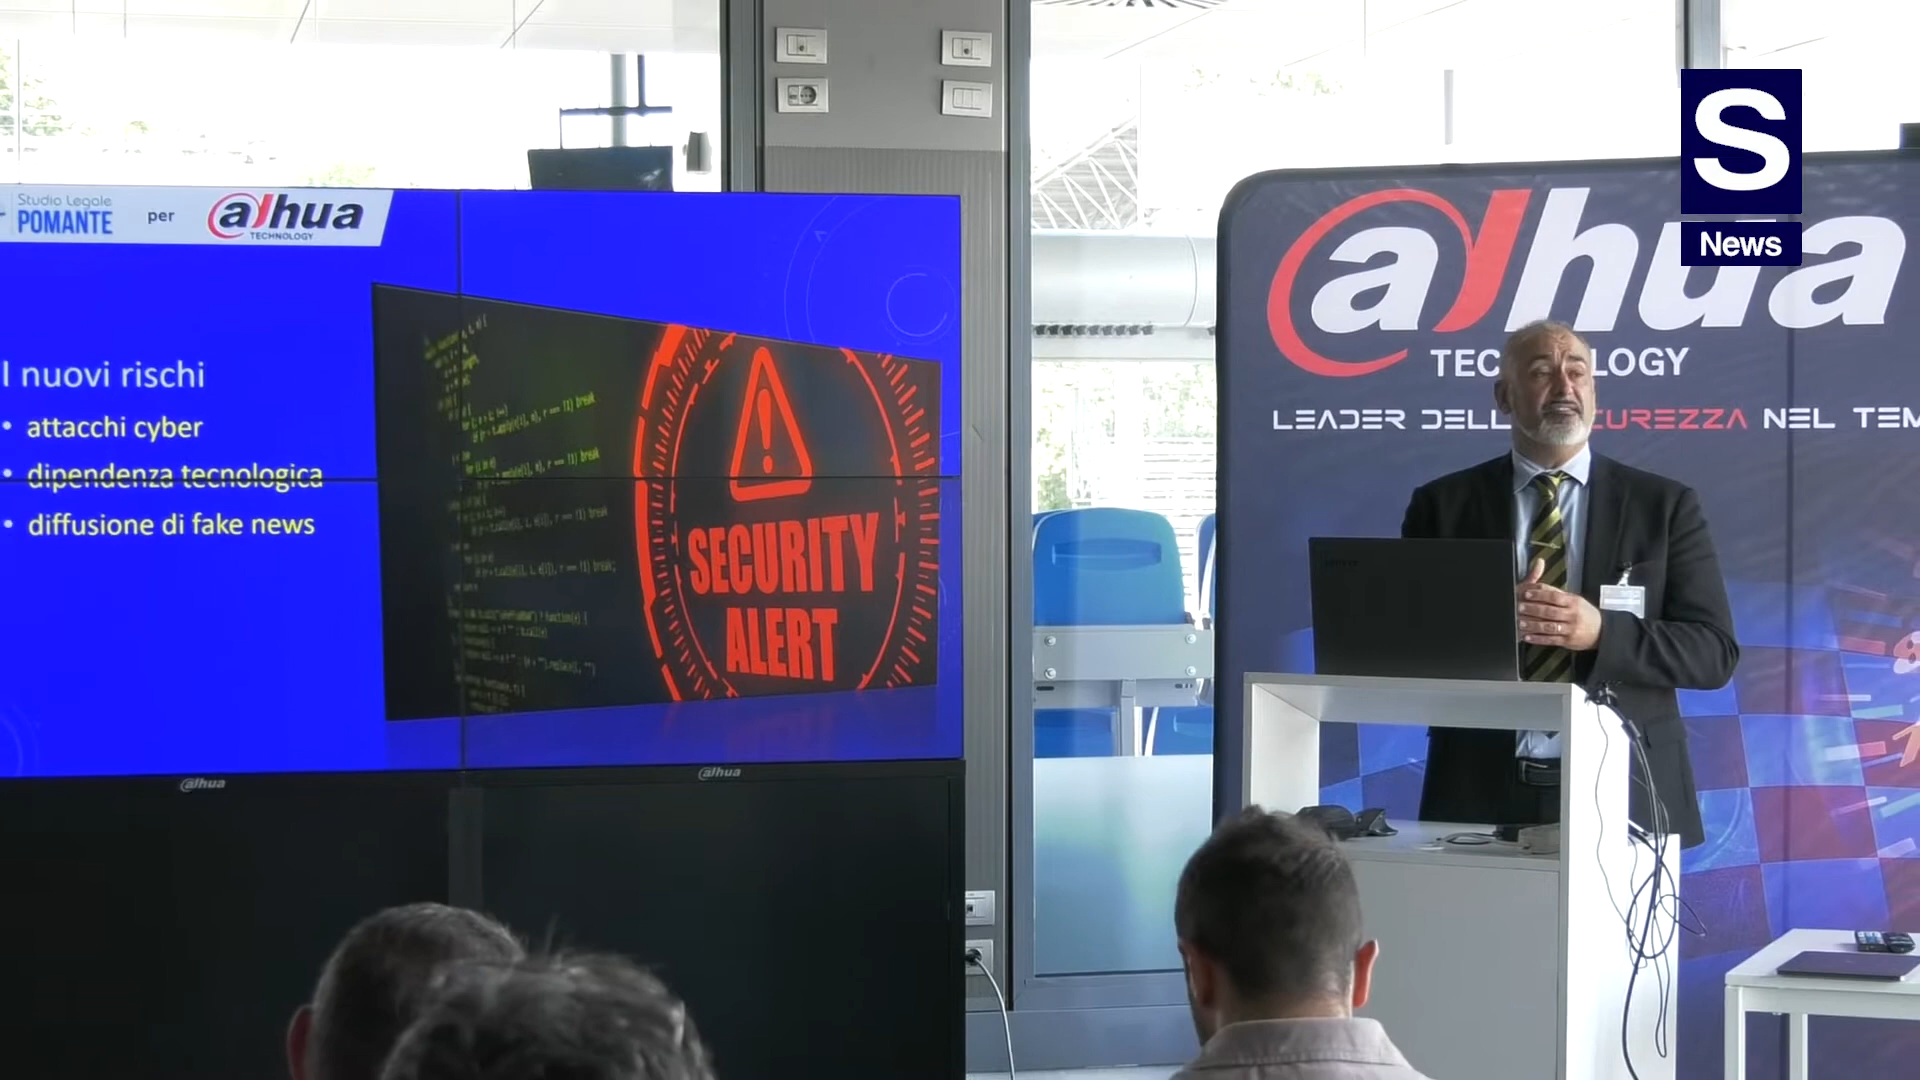 Studio Legale
POMANTE
per
alhua
TECHNOLOGY
I nuovi rischi
• attacchi cyber
• dipendenza tecnologica
• diffusione di fake news
SECURITY
ALERT
alhua
alhua
S
News
alhua
TEC LOGY
LEADER DELL CUREZZA NEL TEM